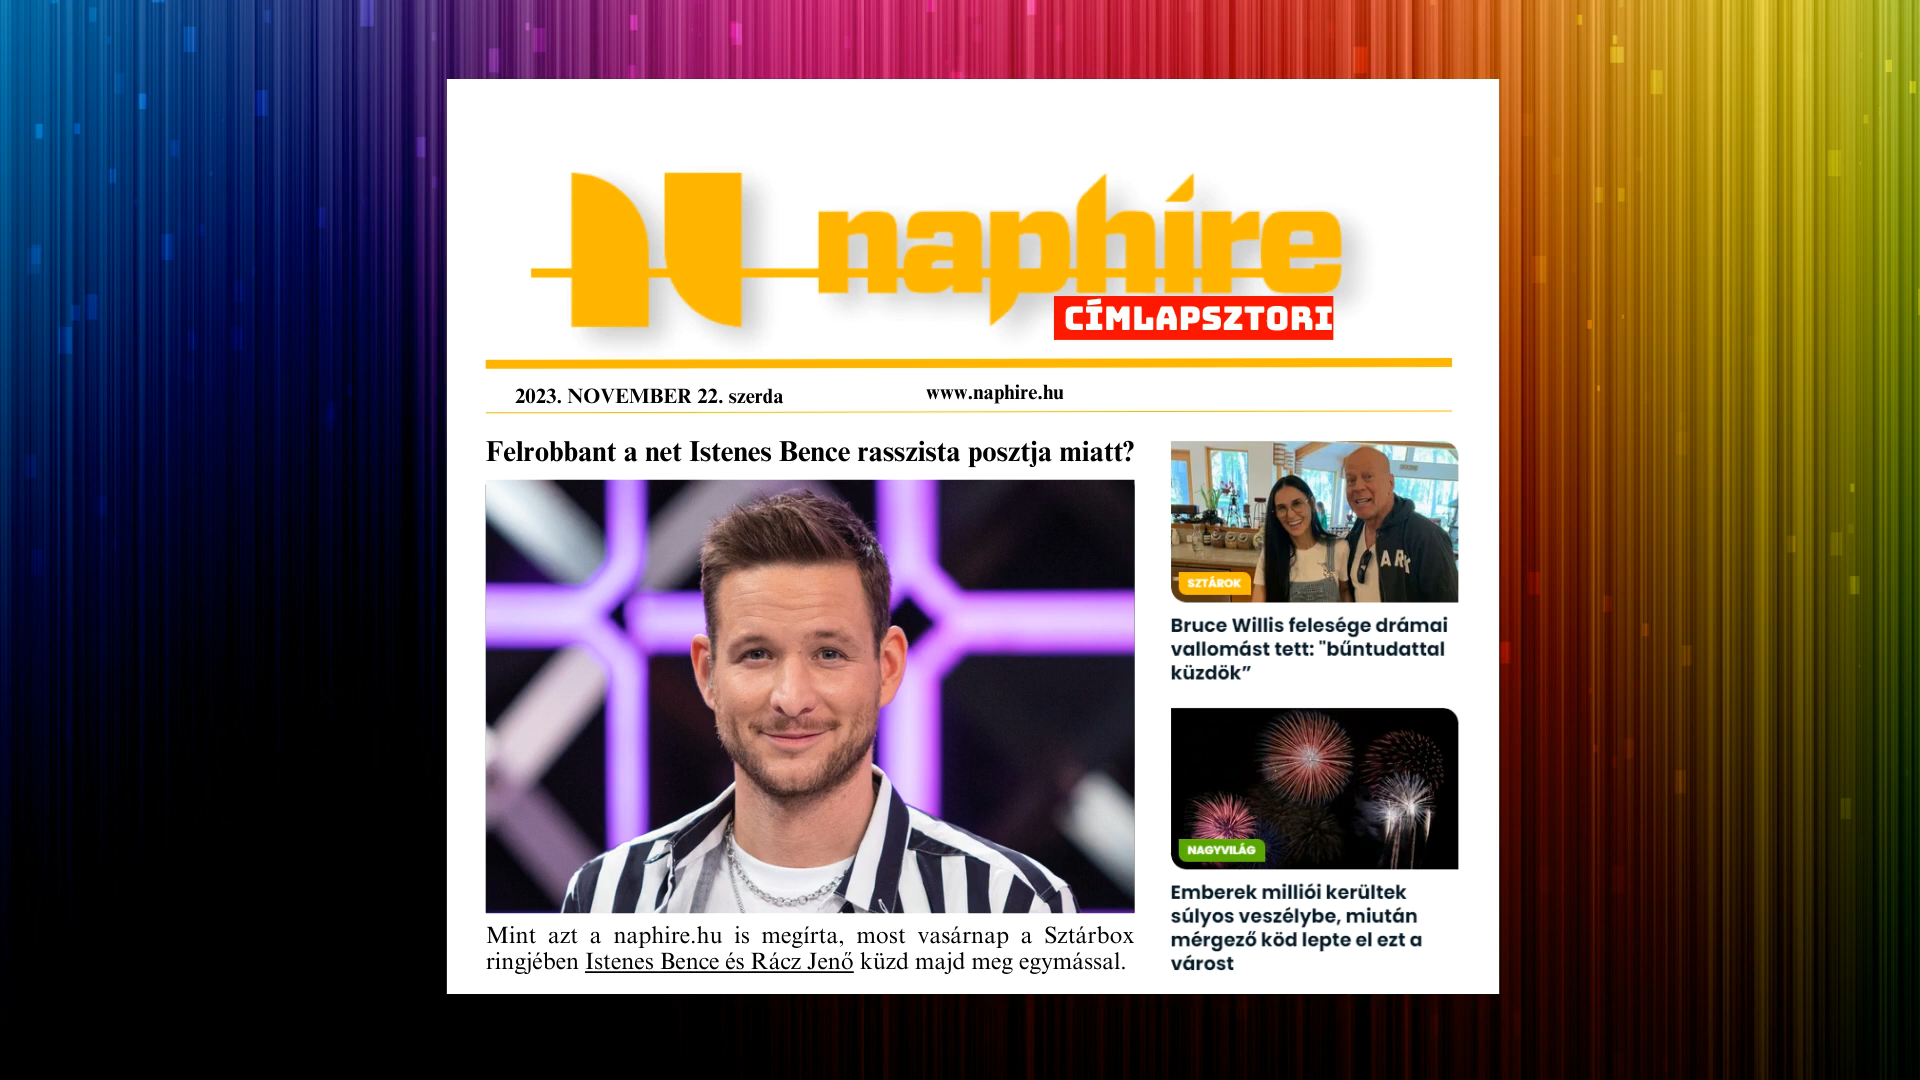 naphíre
CÍMLAPSZTORI
2023. NOVEMBER 22. szerda
www.naphire.hu
Felrobbant a net Istenes Bence rasszista posztja miatt?
Mint azt a naphire.hu is megírta, most vasárnap a Sztárbox
ringjében Istenes Bence és Rácz Jenő küzd majd meg egymással.
SZTÁROK
Bruce Willis felesége drámai
vallomást tett: "bűntudattal
küzdök”
NAGYVILÁG
Emberek milliói kerültek
súlyos veszélybe, miután
mérgező köd lepte el ezt a
várost